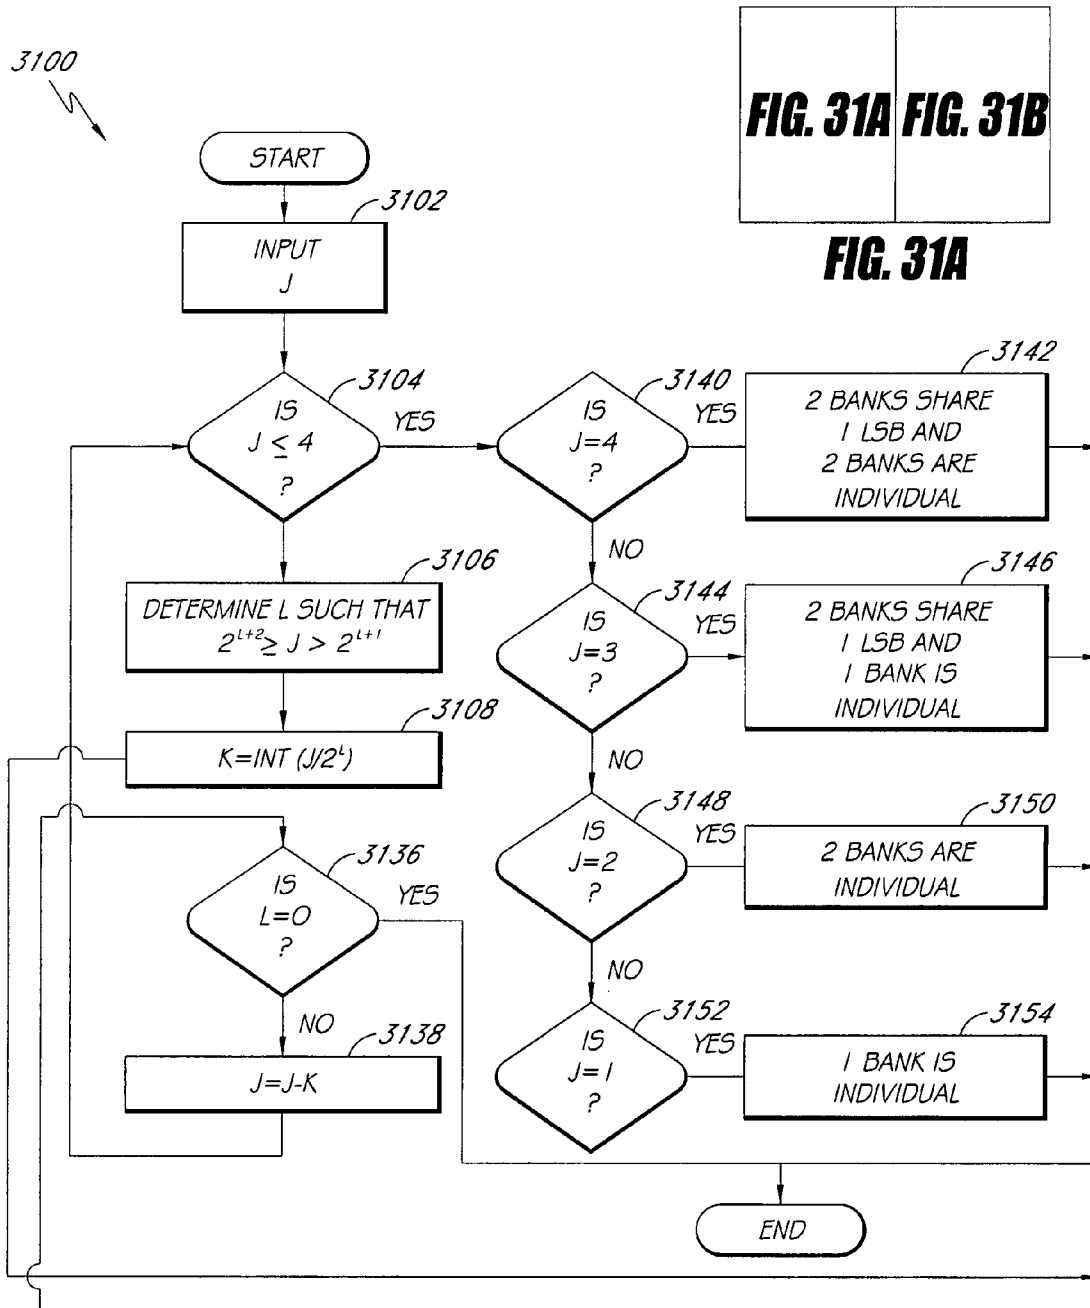 3100
FIG. 31A
FIG. 31B
FIG. 31A
START
3102
INPUT
J
3104
IS
J ≤ 4
?
YES
3140
IS
J=4
?
YES
3142
2 BANKS SHARE
1 LSB AND
2 BANKS ARE
INDIVIDUAL
NO
3106
DETERMINE L SUCH THAT
2^{L+2} ≥ J > 2^{L+1}
3144
IS
J=3
?
YES
3146
2 BANKS SHARE
1 LSB AND
1 BANK IS
INDIVIDUAL
3108
K=INT (J/2^L)
NO
3136
IS
L=0
?
YES
3148
IS
J=2
?
YES
3150
2 BANKS ARE
INDIVIDUAL
NO
NO
3138
J=J-K
3152
IS
J=1
?
YES
3154
1 BANK IS
INDIVIDUAL
END